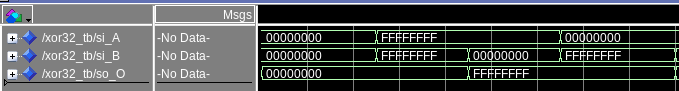 Msgs
/xor32_tb/si_A -No Data- 00000000 FFFFFFFF 00000000
/xor32_tb/si_B -No Data- 00000000 FFFFFFFF 00000000 FFFFFFFF
/xor32_tb/so_O -No Data- 00000000 FFFFFFFF